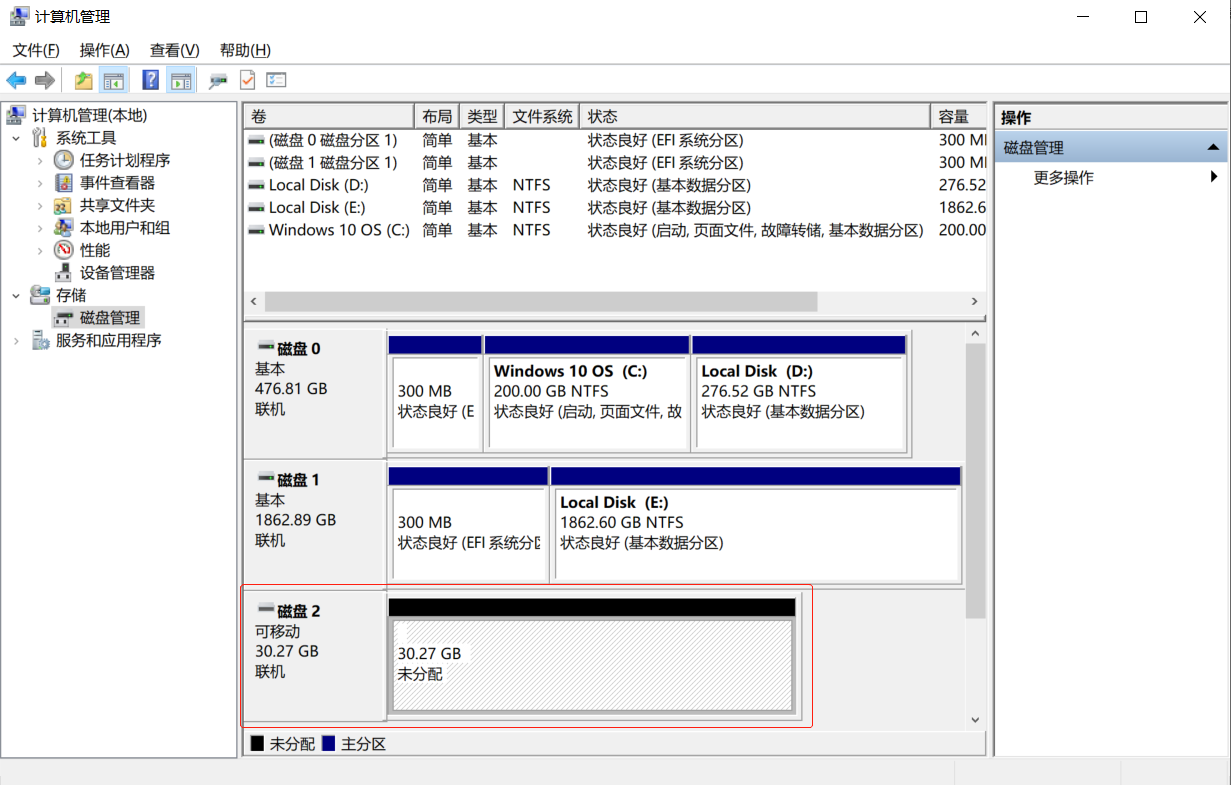 计算机管理
文件(F) 操作(A) 查看(V) 帮助(H)
计算机管理(本地)
系统工具
任务计划程序
事件查看器
共享文件夹
本地用户和组
性能
设备管理器
存储
磁盘管理
服务和应用程序
卷 布局 类型 文件系统 状态 容量
(磁盘 0 磁盘分区 1) 简单 基本 状态良好 (EFI 系统分区) 300 MI
(磁盘 1 磁盘分区 1) 简单 基本 状态良好 (EFI 系统分区) 300 MI
Local Disk (D:) 简单 基本 NTFS 状态良好 (基本数据分区) 276.52
Local Disk (E:) 简单 基本 NTFS 状态良好 (基本数据分区) 1862.6
Windows 10 OS (C:) 简单 基本 NTFS 状态良好 (启动, 页面文件, 故障转储, 基本数据分区) 200.00
磁盘 0
基本
476.81 GB
联机
300 MB
状态良好 (E
Windows 10 OS (C:)
200.00 GB NTFS
状态良好 (启动, 页面文件, 故
Local Disk (D:)
276.52 GB NTFS
状态良好 (基本数据分区)
磁盘 1
基本
1862.89 GB
联机
300 MB
状态良好 (EFI 系统分区
Local Disk (E:)
1862.60 GB NTFS
状态良好 (基本数据分区)
磁盘 2
可移动
30.27 GB
联机
30.27 GB
未分配
未分配 主分区
操作
磁盘管理
更多操作